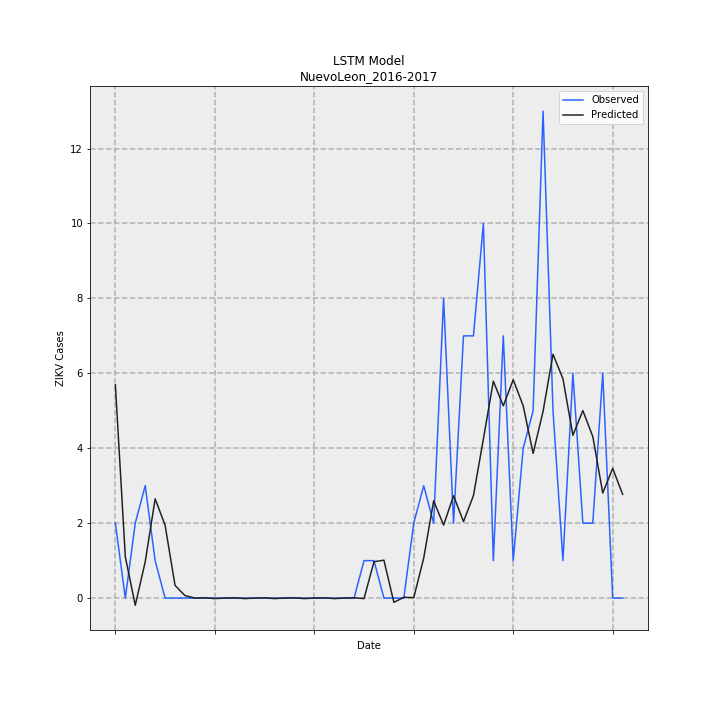 LSTM Model
NuevoLeon_2016-2017
Observed
Predicted
12
10
8
6
4
2
0
ZIKV Cases
Date